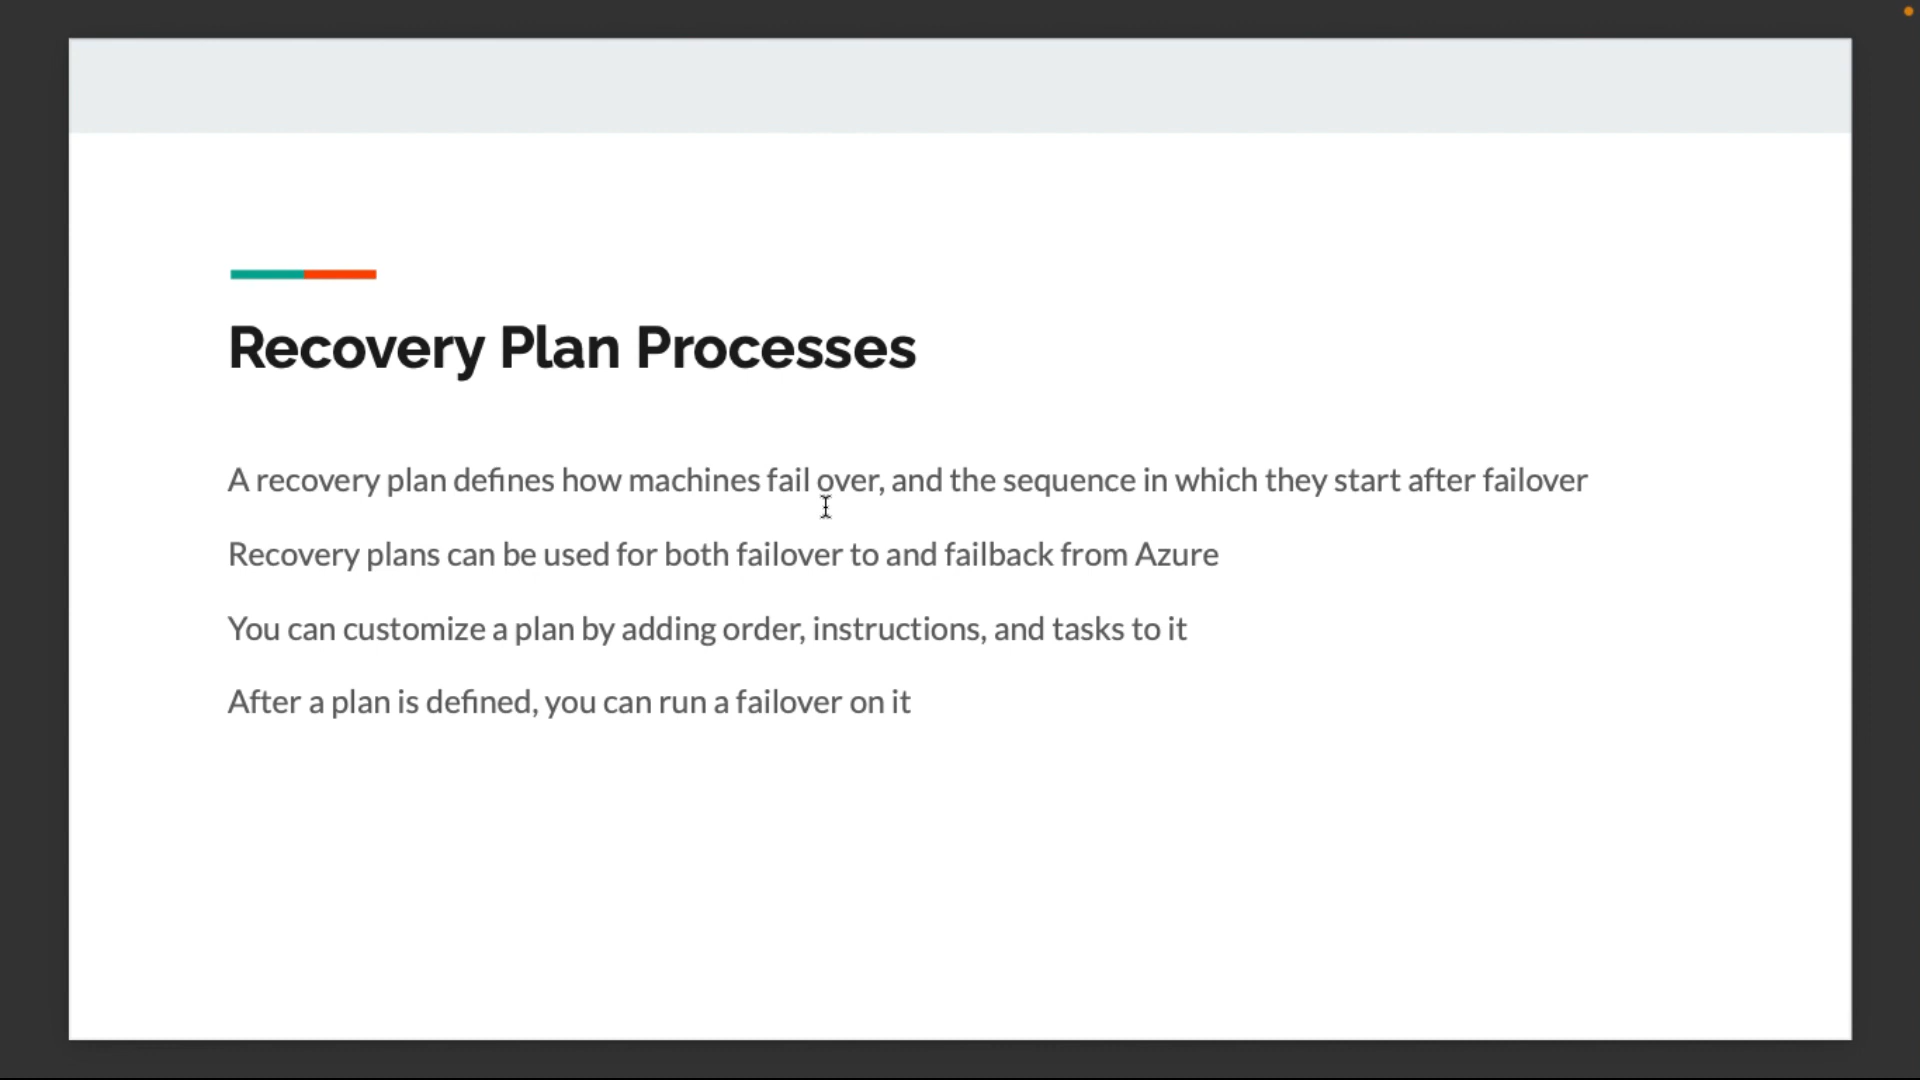 Recovery Plan Processes
A recovery plan defines how machines fail over, and the sequence in which they start after failover
Recovery plans can be used for both failover to and failback from Azure
You can customize a plan by adding order, instructions, and tasks to it
After a plan is defined, you can run a failover on it